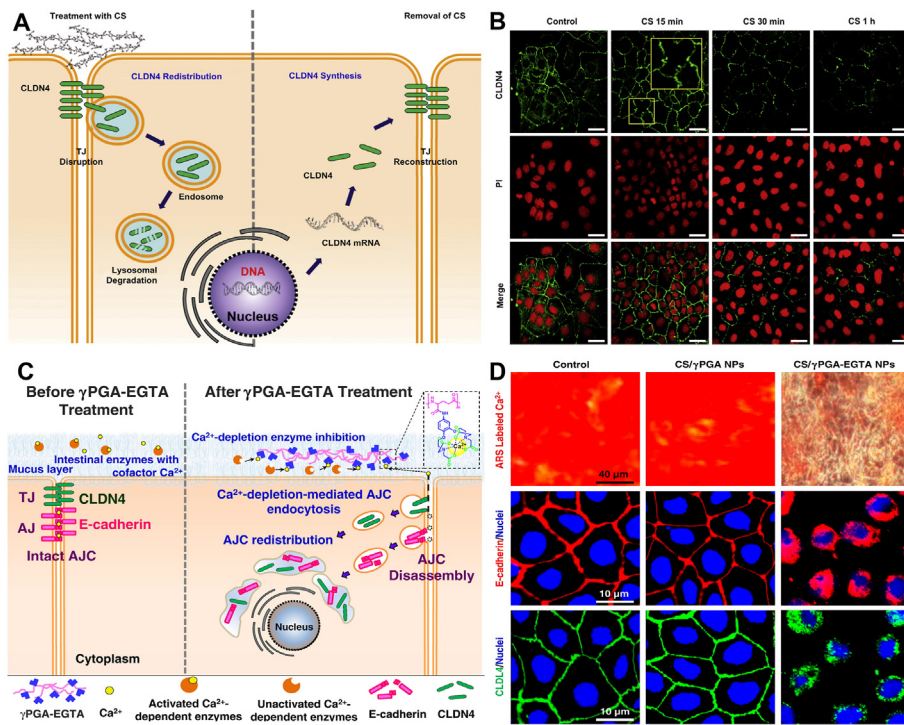 A
Treatment with CS
Removal of CS
CLDN4
CLDN4 Redistribution
CLDN4 Synthesis
TJ
Disruption
TJ
Reconstruction
Endosome
CLDN4
CLDN4 mRNA
Lysosomal
Degradation
DNA
Nucleus
B
Control
CS 15 min
CS 30 min
CS 1 h
CLDN4
PI
Merge
C
Before γPGA-EGTA
Treatment
After γPGA-EGTA Treatment
Ca²⁺-depletion enzyme inhibition
Intestinal enzymes with
cofactor Ca²⁺
Mucus layer
TJ
CLDN4
AJ
E-cadherin
Intact AJC
Ca²⁺-depletion-mediated AJC
endocytosis
AJC redistribution
AJC
Disassembly
Nucleus
Cytoplasm
Ca²⁺
γPGA-EGTA
Ca²⁺
Activated Ca²⁺-
dependent enzymes
Unactivated Ca²⁺-
dependent enzymes
E-cadherin
CLDN4
D
Control
CS/γPGA NPs
CS/γPGA-EGTA NPs
ARS Labeled Ca²⁺
40 μm
E-cadherin/Nuclei
10 μm
CLDL4/Nuclei
10 μm